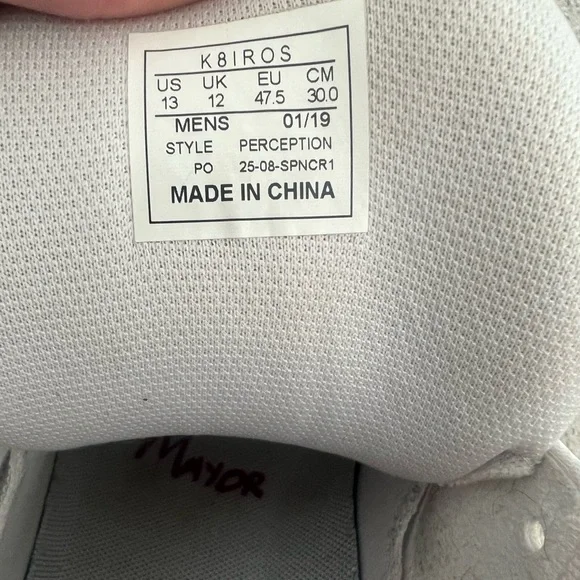 K8IROS
US UK EU CM
13 12 47.5 30.0
MENS 01/19
STYLE PERCEPTION
PO 25-08-SPNCR1
MADE IN CHINA
MAYOR